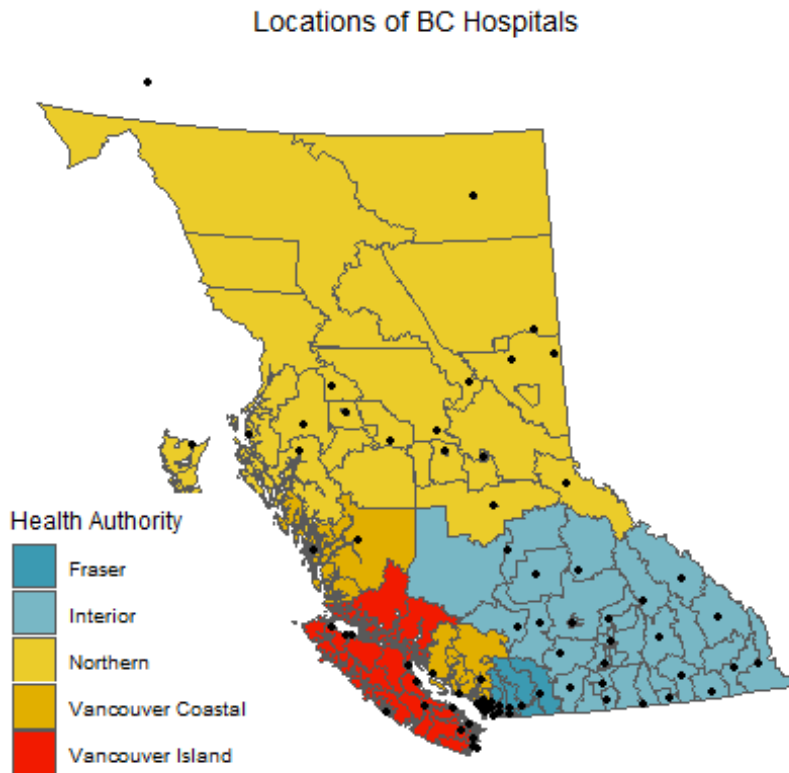 Locations of BC Hospitals
Health Authority
Fraser
Interior
Northern
Vancouver Coastal
Vancouver Island